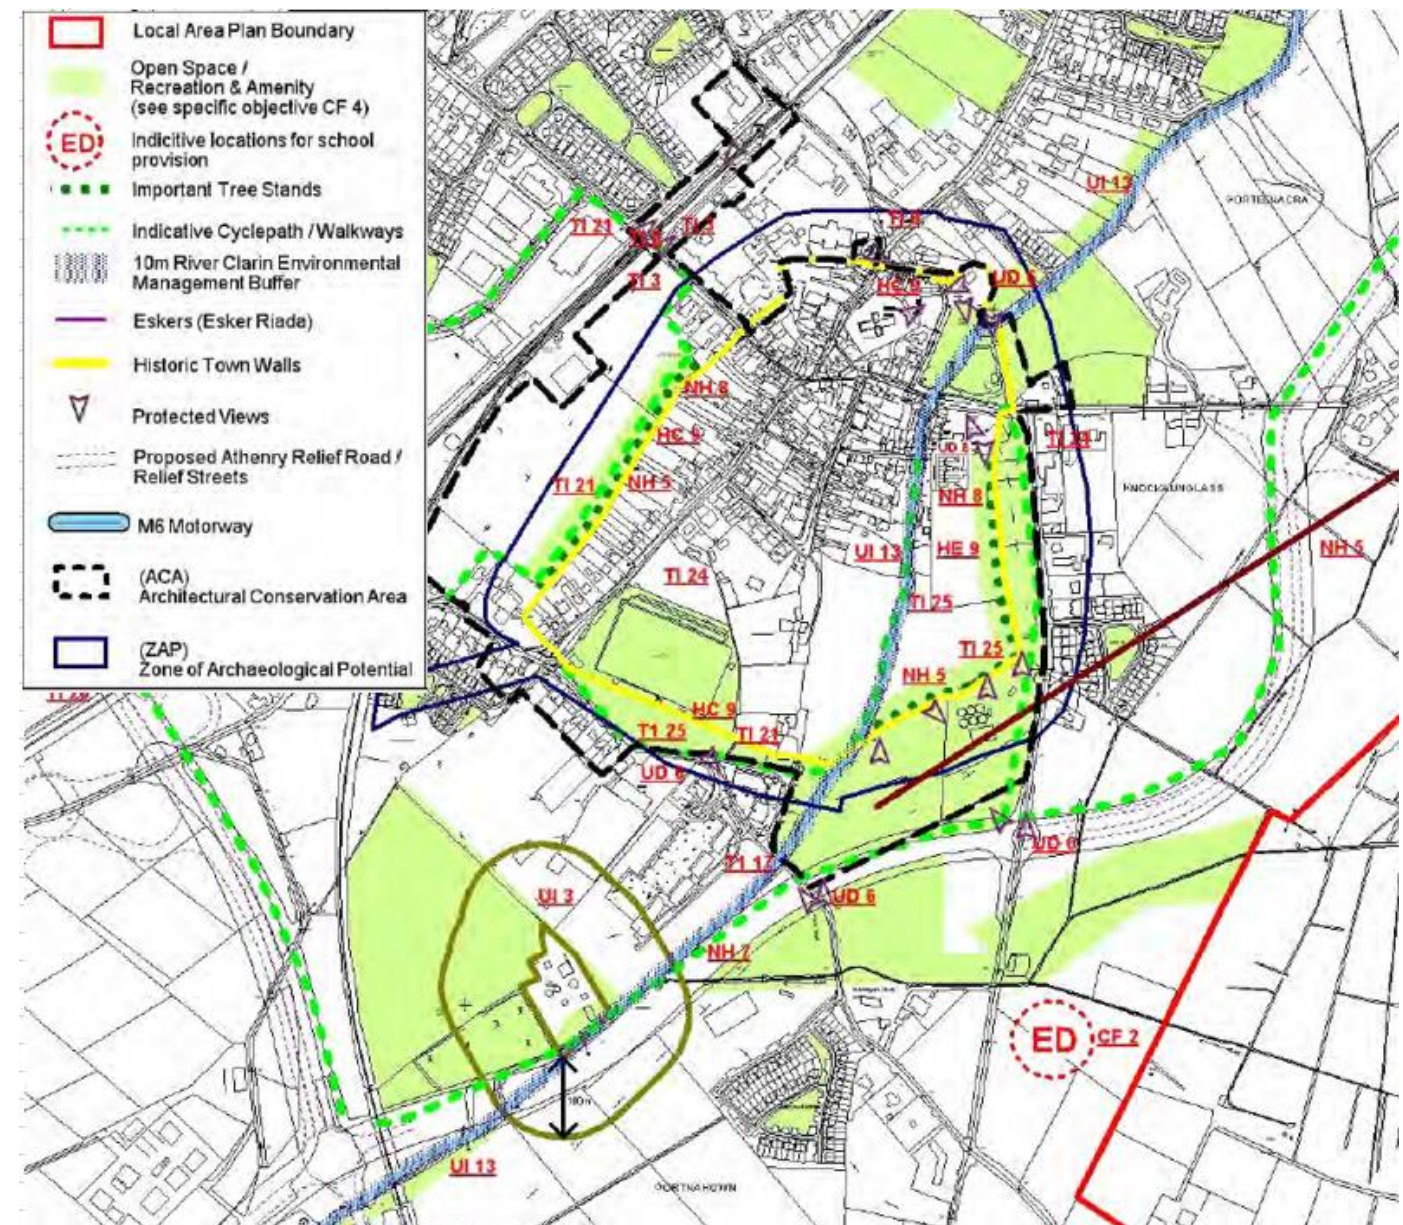 Local Area Plan Boundary
Open Space /
Recreation & Amenity
(see specific objective CF 4)
ED
Indicitive locations for school
provision
Important Tree Stands
Indicative Cyclepath / Walkways
10m River Clarin Environmental
Management Buffer
Eskers (Esker Riada)
Historic Town Walls
Protected Views
Proposed Athenry Relief Road /
Relief Streets
M6 Motorway
(ACA)
Architectural Conservation Area
(ZAP)
Zone of Archaeological Potential
UI 13
TI 21
TI 3
NH 8
HC 9
NH 5
TI 21
TI 24
UI 13
TI 25
NH 8
HE 9
TI 24
KNOCKAUNGLASS
NH 5
TI 25
NH 5
HC 9
T1 25
TI 21
UD 6
T1 17
UD 6
UD 6
UI 3
NH 7
100m
ED
CF 2
UI 13